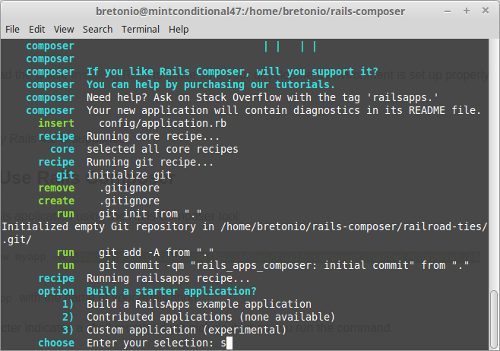 bretonio@mintconditional47:/home/bretonio/rails-composer
File Edit View Search Terminal Help
composer | | | |
composer
composer If you like Rails Composer, will you support it?
composer You can help by purchasing our tutorials.
composer Need help? Ask on Stack Overflow with the tag 'railsapps.'
composer Your new application will contain diagnostics in its README file.
insert config/application.rb
recipe Running core recipe...
core selected all core recipes
recipe Running git recipe...
git initialize git
remove .gitignore
create .gitignore
run git init from "."
Initialized empty Git repository in /home/bretonio/rails-composer/railroad-ties/
.git/
run git add -A from "."
run git commit -qm "rails_apps_composer: initial commit" from "."
recipe Running railsapps recipe...
option Build a starter application?
1) Build a RailsApps example application
2) Contributed applications (none available)
3) Custom application (experimental)
choose Enter your selection: s